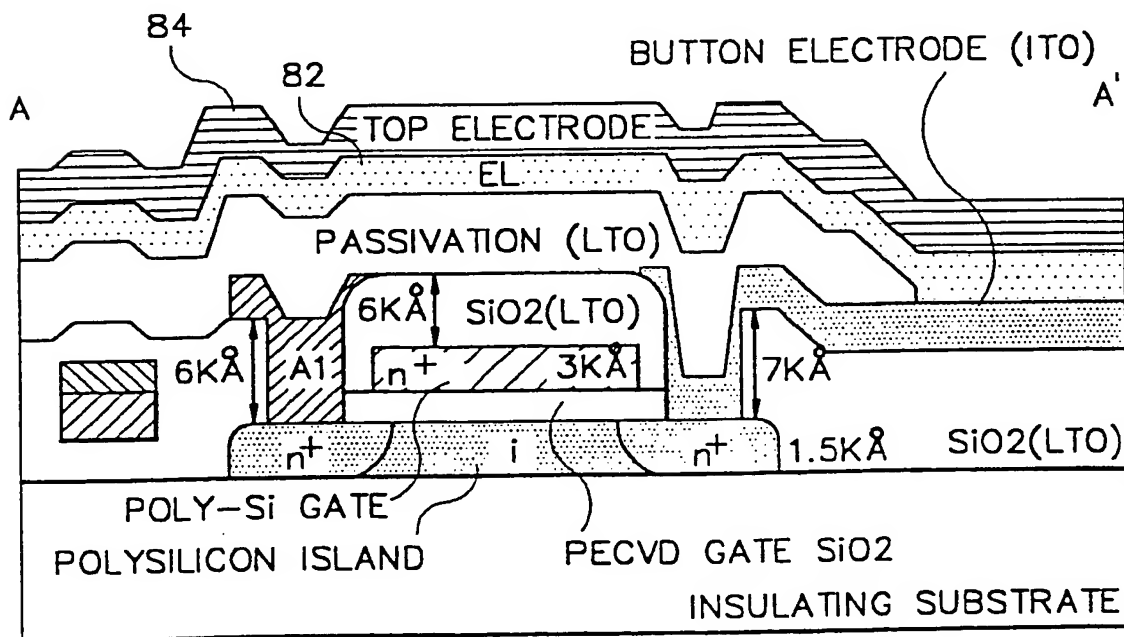 84
BUTTON ELECTRODE (ITO)
82
A
A'
TOP ELECTRODE
EL
PASSIVATION (LTO)
6KÅ
SiO2(LTO)
6KÅ
A1
n+
3KÅ
7KÅ
n+
i
n+
1.5KÅ
SiO2(LTO)
POLY-Si GATE
POLYSILICON ISLAND
PECVD GATE SiO2
INSULATING SUBSTRATE